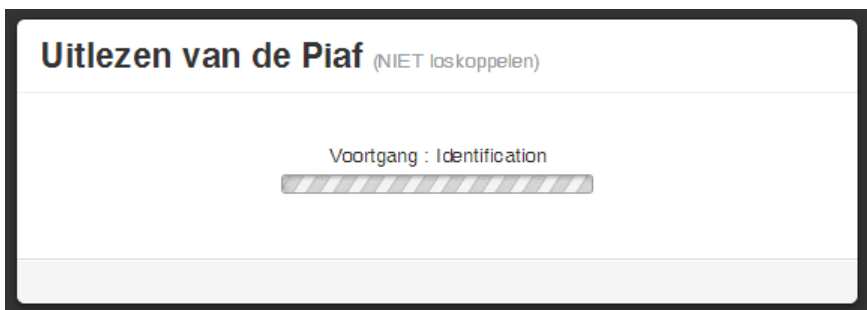 Uitlezen van de Piaf (NIET loskoppelen)
Voortgang : Identification